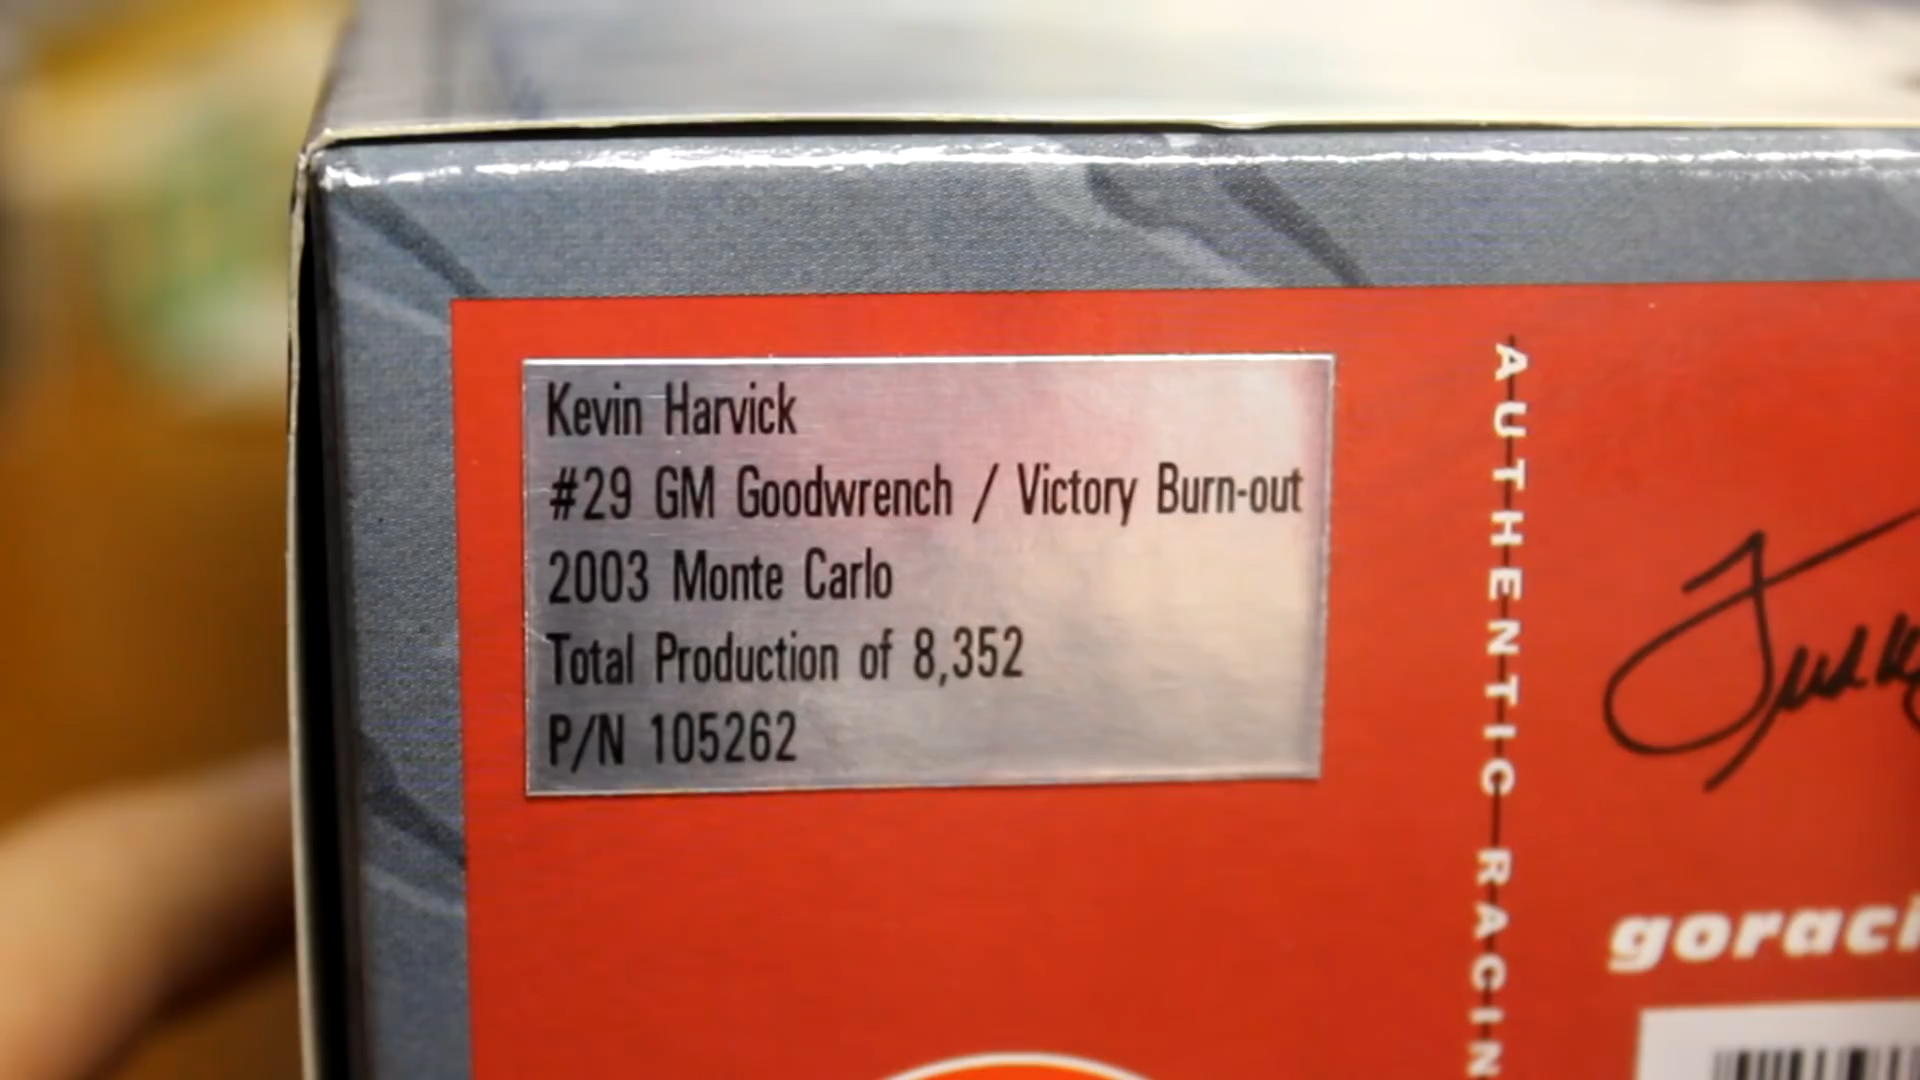 Kevin Harvick
#29 GM Goodwrench / Victory Burn-out
2003 Monte Carlo
Total Production of 8,352
P/N 105262
AUTHENTIC RACIN
goraci